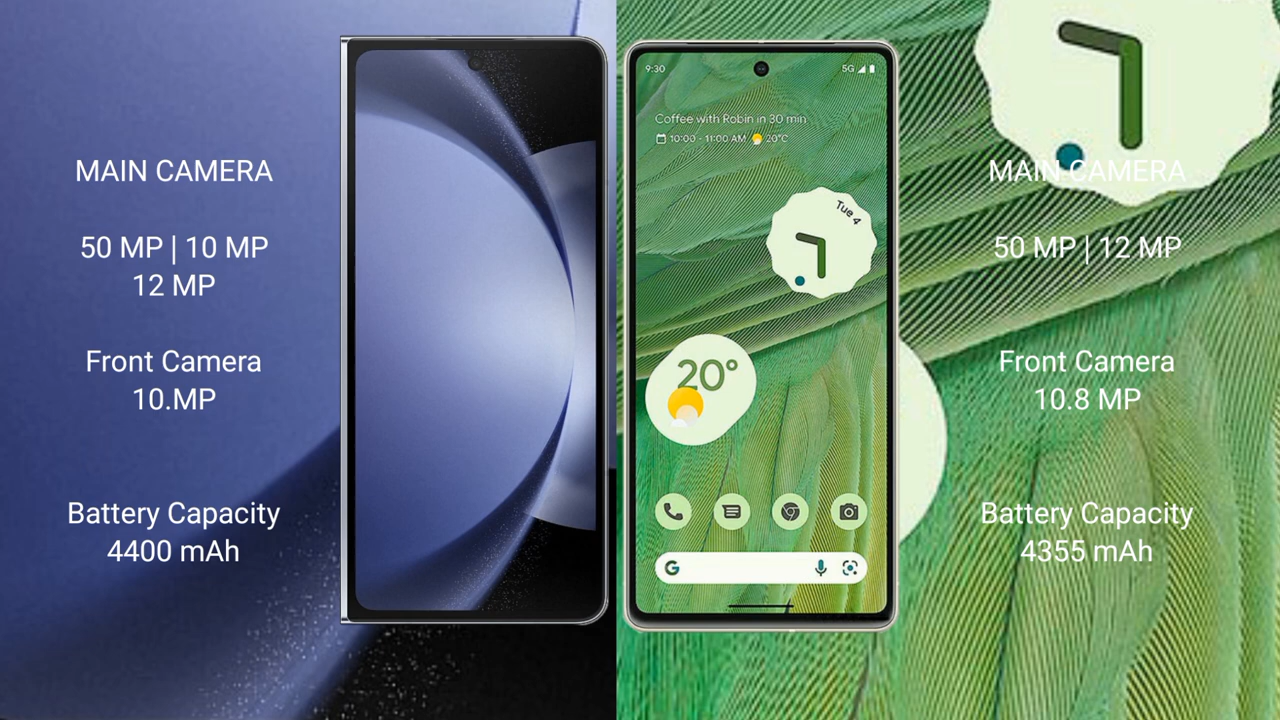 MAIN CAMERA
50 MP | 10 MP
12 MP
Front Camera
10.MP
Battery Capacity
4400 mAh
9:30
5G
Coffee with Robin in 30 min
10:00 - 11:00 AM
20°C
Tue 4
20°
G
MAIN CAMERA
50 MP | 12 MP
Front Camera
10.8 MP
Battery Capacity
4355 mAh